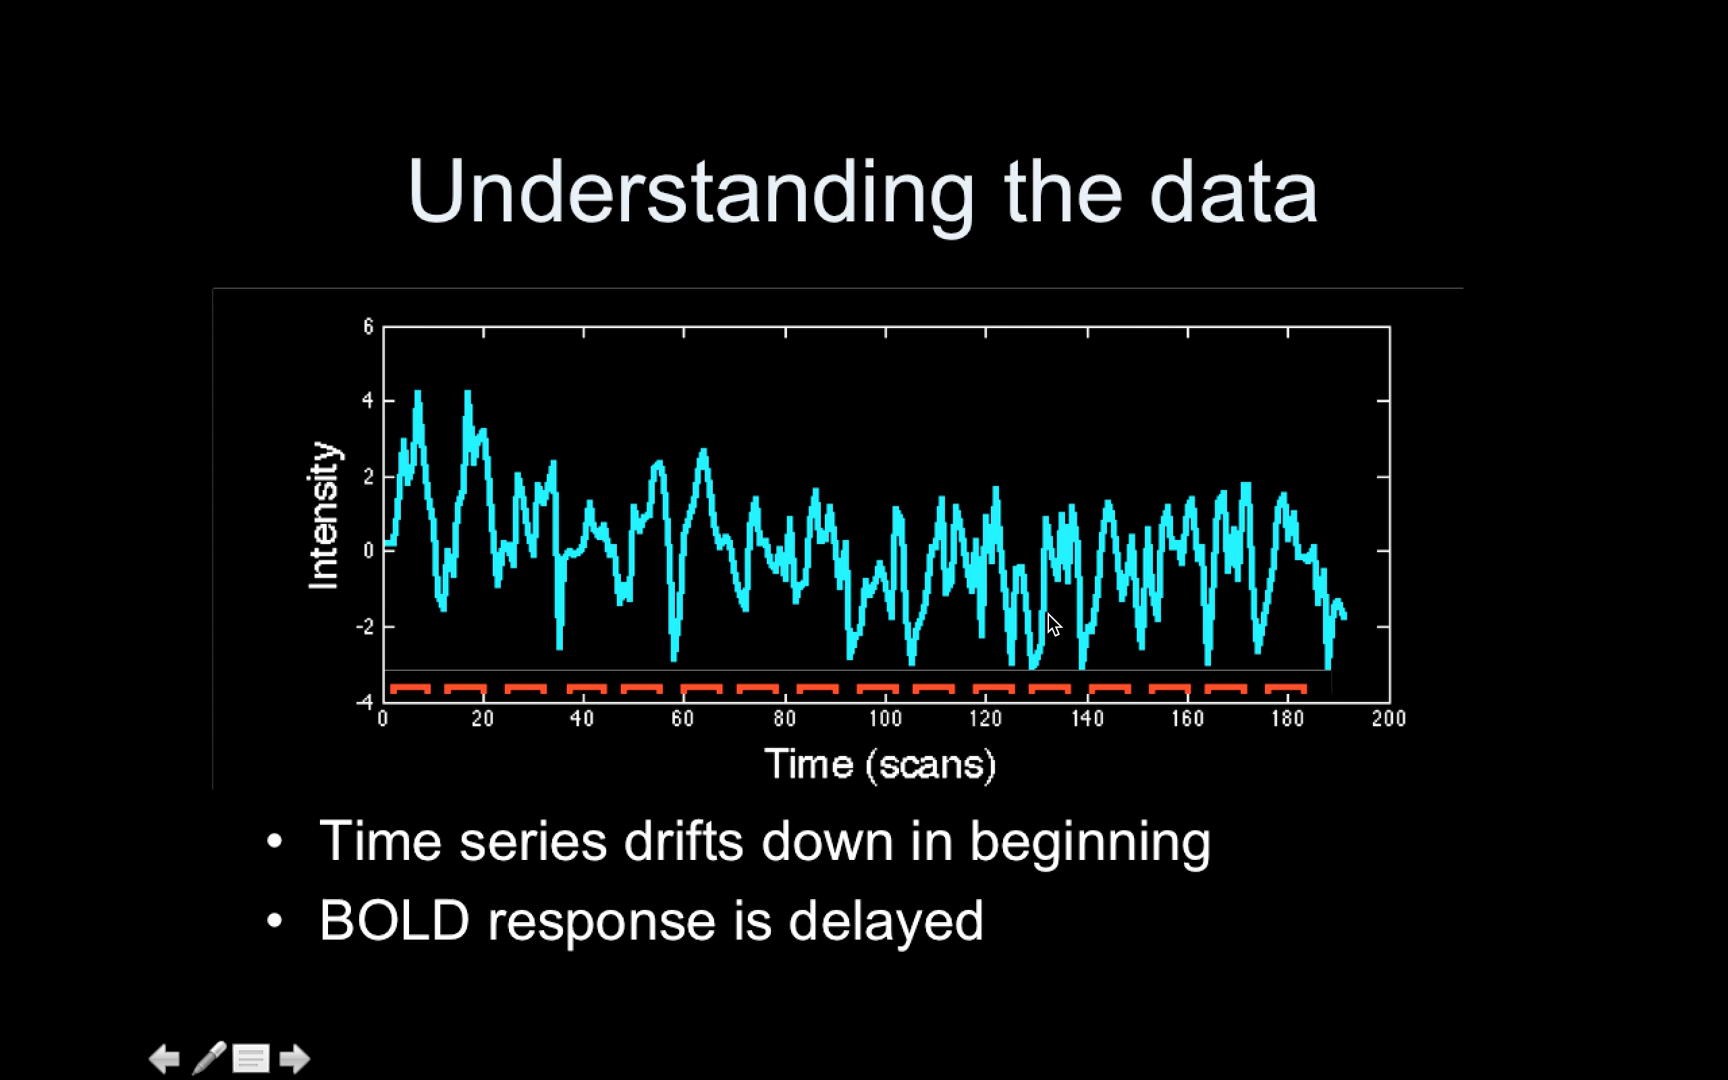 Understanding the data
6
4
2
0
-2
-4
Intensity
0 20 40 60 80 100 120 140 160 180 200
Time (scans)
• Time series drifts down in beginning
• BOLD response is delayed